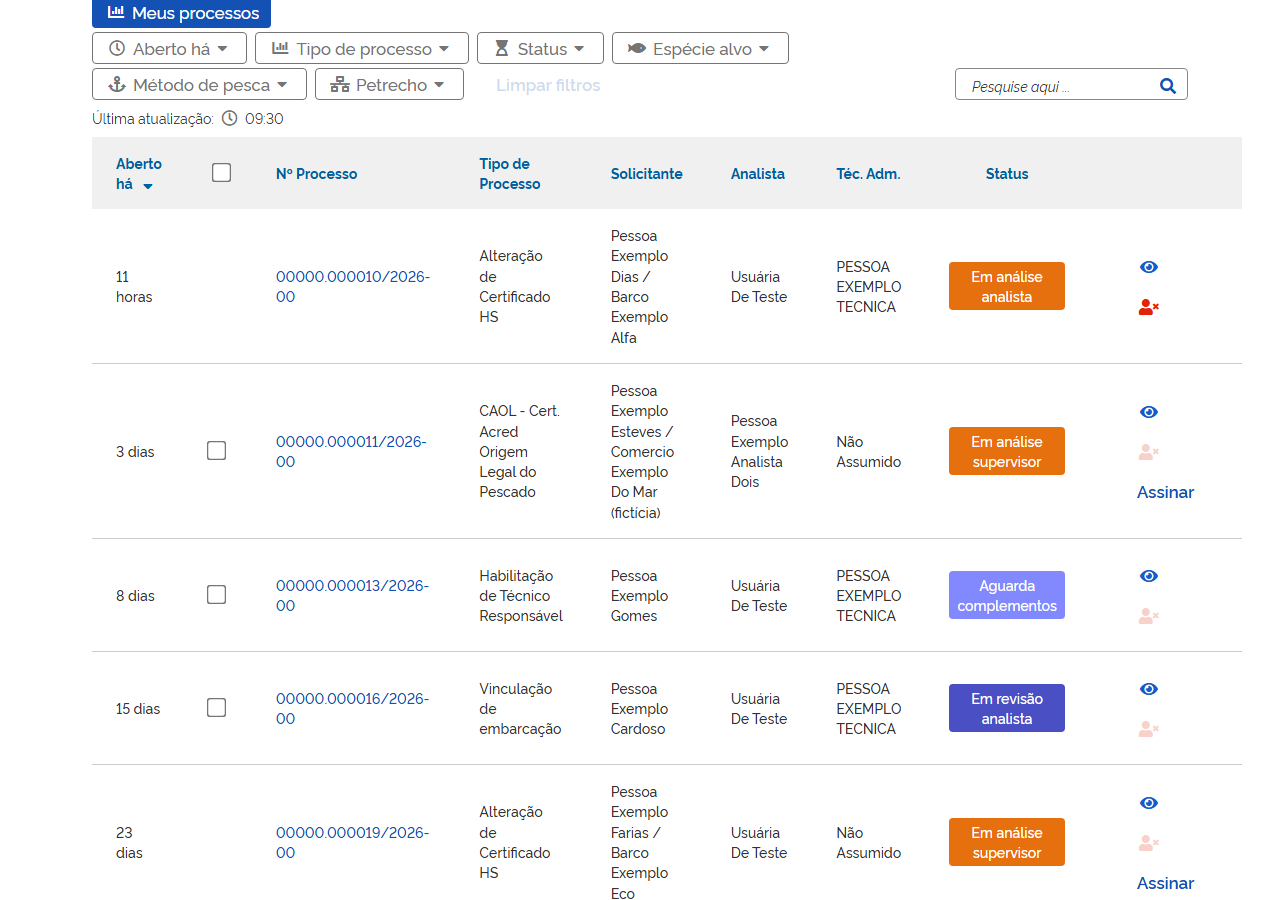 Meus processos
Aberto há
Tipo de processo
Status
Espécie alvo
Método de pesca
Petrecho
Limpar filtros
Pesquise aqui ...
Última atualização: 09:30
Aberto
há
Nº Processo
Tipo de
Processo
Solicitante
Analista
Téc. Adm.
Status
11
horas
00000.000010/2026-
00
Alteração
de
Certificado
HS
Pessoa
Exemplo
Dias /
Barco
Exemplo
Alfa
Usuária
De Teste
PESSOA
EXEMPLO
TECNICA
Em análise
analista
3 dias
00000.000011/2026-
00
CAOL - Cert.
Acred
Origem
Legal do
Pescado
Pessoa
Exemplo
Esteves /
Comercio
Exemplo
Do Mar
(fictícia)
Pessoa
Exemplo
Analista
Dois
Não
Assumido
Em análise
supervisor
Assinar
8 dias
00000.000013/2026-
00
Habilitação
de Técnico
Responsável
Pessoa
Exemplo
Gomes
Usuária
De Teste
PESSOA
EXEMPLO
TECNICA
Aguarda
complementos
15 dias
00000.000016/2026-
00
Vinculação
de
embarcação
Pessoa
Exemplo
Cardoso
Usuária
De Teste
PESSOA
EXEMPLO
TECNICA
Em revisão
analista
23
dias
00000.000019/2026-
00
Alteração
de
Certificado
HS
Pessoa
Exemplo
Farias /
Barco
Exemplo
Eco
Usuária
De Teste
Não
Assumido
Em análise
supervisor
Assinar